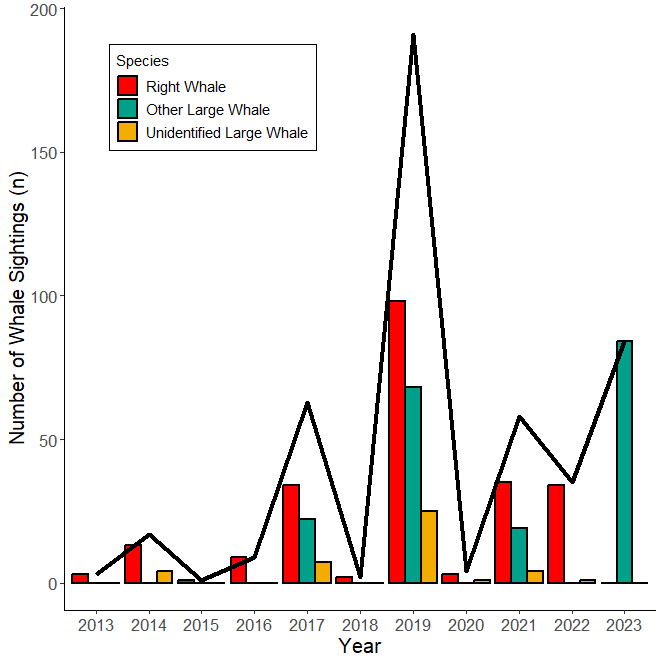 200
150
100
50
0
Number of Whale Sightings (n)
Species
Right Whale
Other Large Whale
Unidentified Large Whale
2013 2014 2015 2016 2017 2018 2019 2020 2021 2022 2023
Year